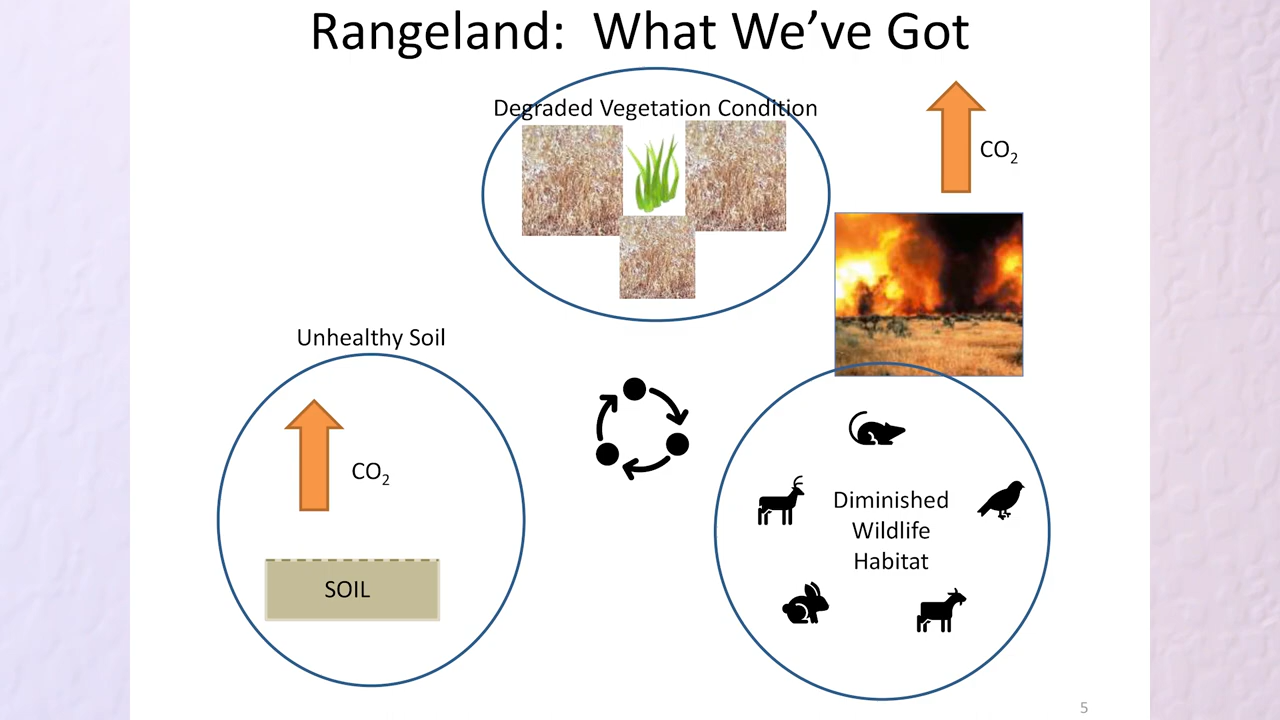 Rangeland:  What We’ve Got
Degraded Vegetation Condition
CO₂
Unhealthy Soil
CO₂
Diminished
Wildlife
Habitat
SOIL
5